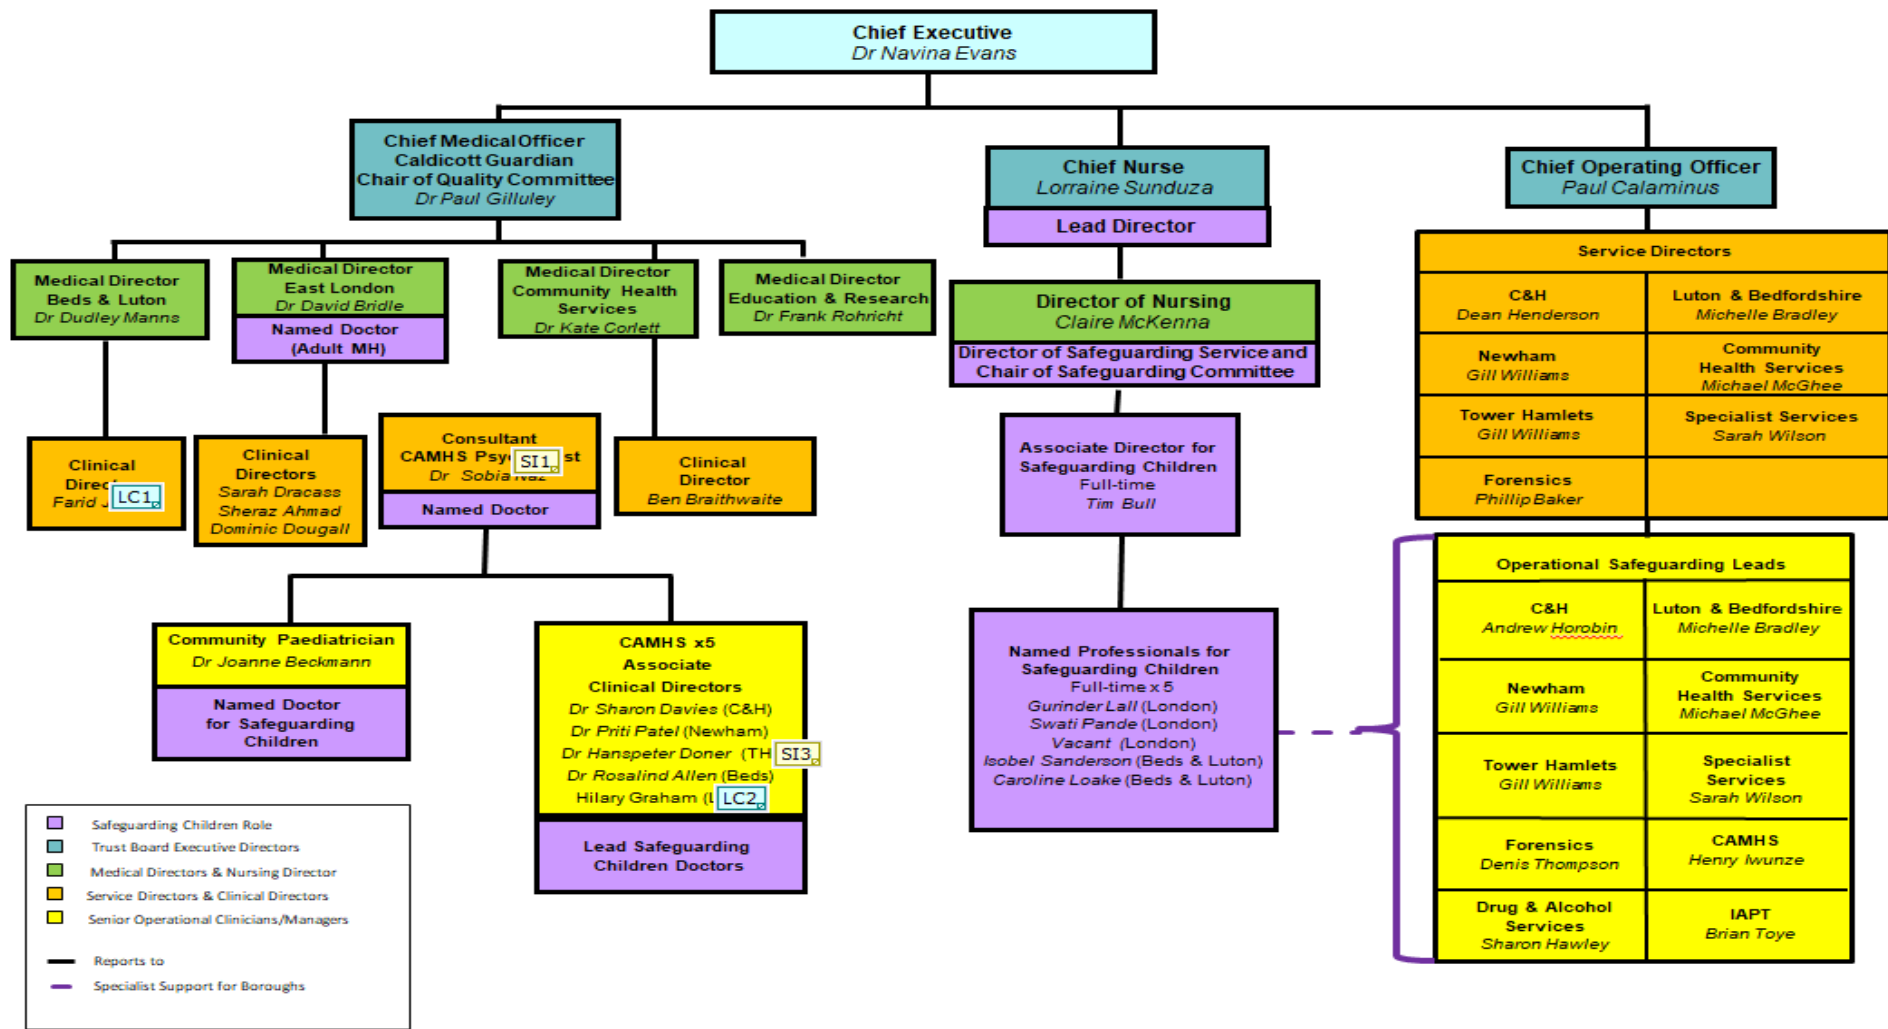 Chief Executive
Dr Navina Evans
Chief Medical Officer
Caldicott Guardian
Chair of Quality Committee
Dr Paul Gilluley
Chief Nurse
Lorraine Sunduza
Lead Director
Chief Operating Officer
Paul Calaminus
Medical Director
Beds & Luton
Dr Dudley Manns
Medical Director
East London
Dr David Bridle
Named Doctor
(Adult MH)
Medical Director
Community Health
Services
Dr Kate Corlett
Medical Director
Education & Research
Dr Frank Rohricht
Director of Nursing
Claire McKenna
Director of Safeguarding Service and
Chair of Safeguarding Committee
Service Directors
C&H
Dean Henderson
Luton & Bedfordshire
Michelle Bradley
Newham
Gill Williams
Community
Health Services
Michael McGhee
Tower Hamlets
Gill Williams
Specialist Services
Sarah Wilson
Forensics
Phillip Baker
Clinical
Farid
LC1
Clinical
Directors
Sarah Dracass
Sheraz Ahmad
Dominic Dougall
Consultant
CAMHS
SI1
Dr Sobia Naz
Named Doctor
Clinical
Director
Ben Braithwaite
Associate Director for
Safeguarding Children
Full-time
Tim Bull
Community Paediatrician
Dr Joanne Beckmann
Named Doctor
for Safeguarding
Children
CAMHS x5
Associate
Clinical Directors
Dr Sharon Davies (C&H)
Dr Priti Patel (Newham)
Dr Hanspeter Doner (TH
SI3
Dr Rosalind Allen (Beds)
Hilary Graham
LC2
Lead Safeguarding
Children Doctors
Named Professionals for
Safeguarding Children
Full-time x 5
Gurinder Lall (London)
Swati Pande (London)
Vacant (London)
Isobel Sanderson (Beds & Luton)
Caroline Loake (Beds & Luton)
Operational Safeguarding Leads
C&H
Andrew Horobin
Luton & Bedfordshire
Michelle Bradley
Newham
Gill Williams
Community
Health Services
Michael McGhee
Tower Hamlets
Gill Williams
Specialist
Services
Sarah Wilson
Forensics
Denis Thompson
CAMHS
Henry Iwunze
Drug & Alcohol
Services
Sharon Hawley
IAPT
Brian Toye
Safeguarding Children Role
Trust Board Executive Directors
Medical Directors & Nursing Director
Service Directors & Clinical Directors
Senior Operational Clinicians/Managers
Reports to
Specialist Support for Boroughs